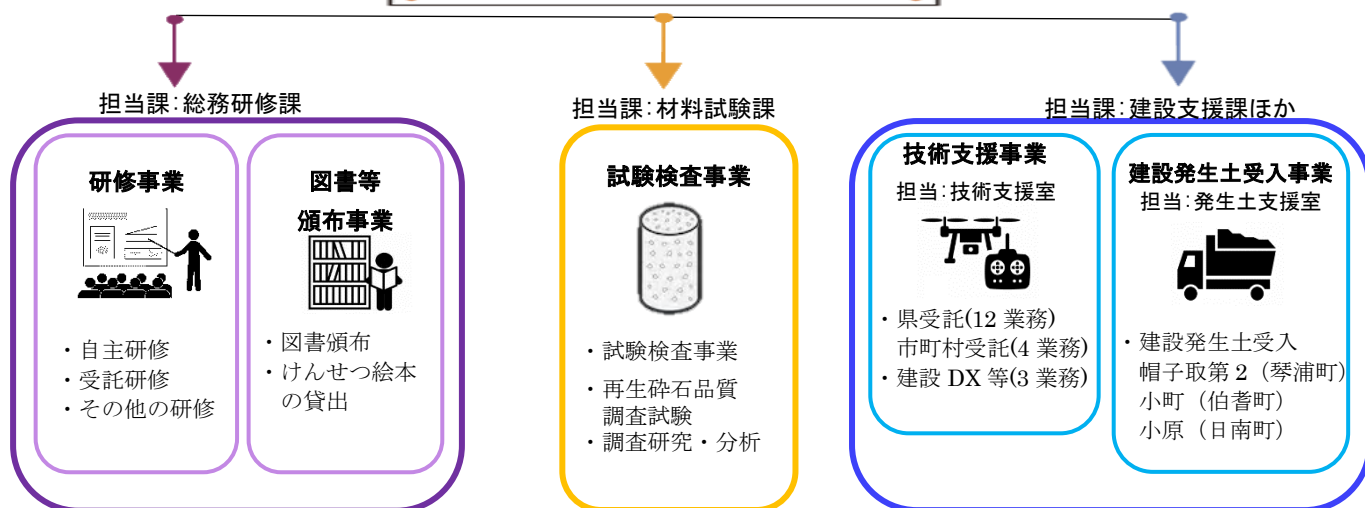 担当課：総務研修課
研修事業
・自主研修
・受託研修
・その他の研修
図書等
頒布事業
・図書頒布
・けんせつ絵本
の貸出
担当課：材料試験課
試験検査事業
・試験検査事業
・再生砕石品質
調査試験
・調査研究・分析
担当課：建設支援課ほか
技術支援事業
担当：技術支援室
・県受託(12 業務)
市町村受託(4 業務)
・建設 DX 等(3 業務)
建設発生土受入事業
担当：発生土支援室
・建設発生土受入
帽子取第 2（琴浦町）
小町（伯耆町）
小原（日南町）